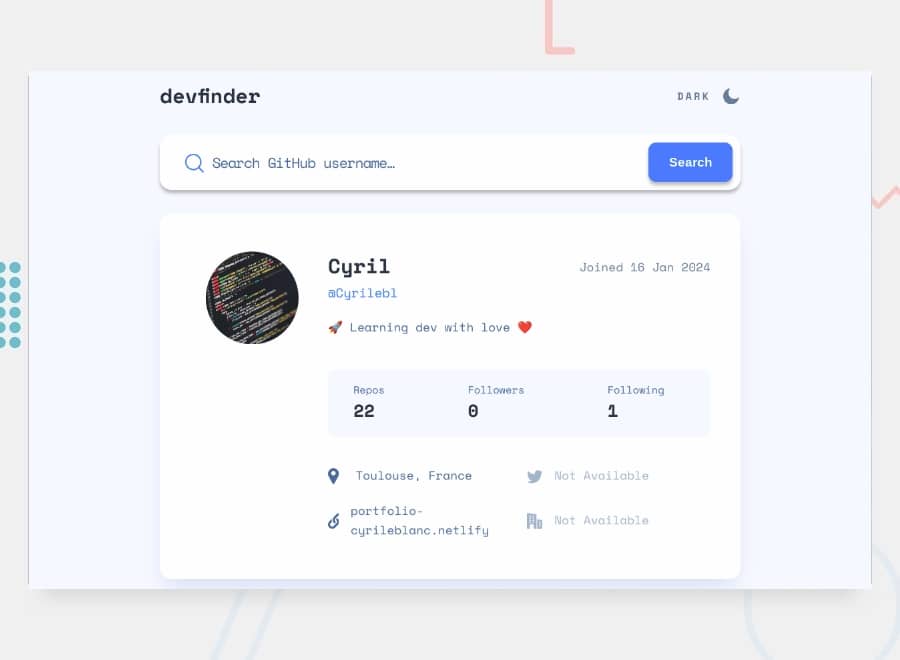 devfinder
DARK
Search GitHub username…
Search
Cyril
Joined 16 Jan 2024
@Cyrilebl
🚀 Learning dev with love ❤️
Repos
Followers
Following
22
0
1
Toulouse, France
Not Available
portfolio-
cyrileblanc.netlify
Not Available